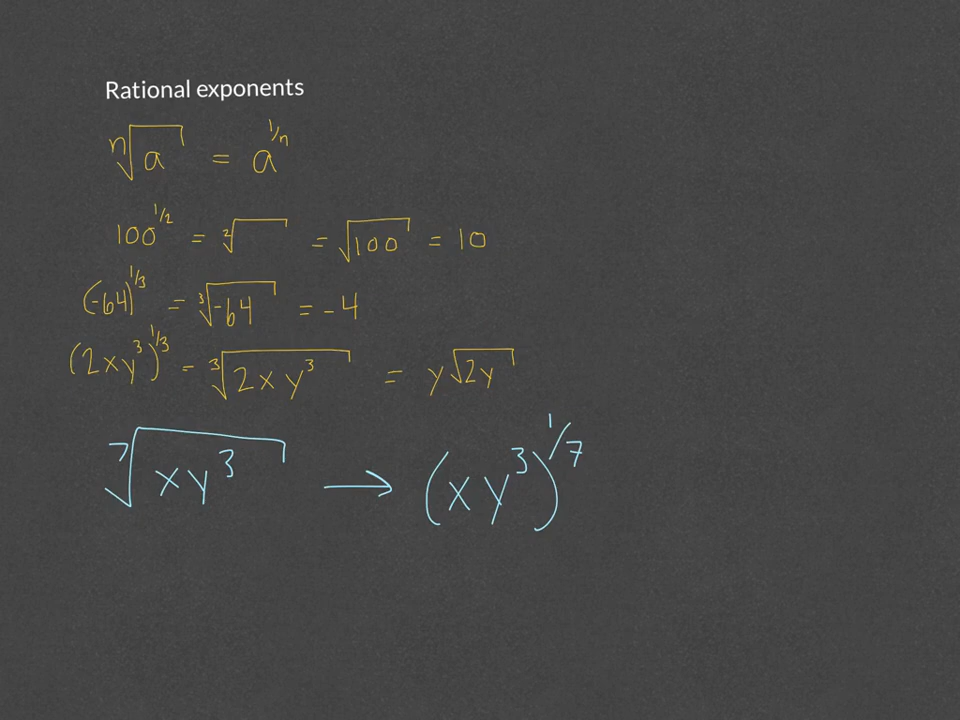 Rational exponents
ⁿ√a = a^1/n
100^1/2 = ²√ = √100 = 10
(-64)^1/3 = ³√-64 = -4
(2xy³)^1/3 = ³√2xy³ = y√2y
⁷√xy³ → (xy³)^1/7